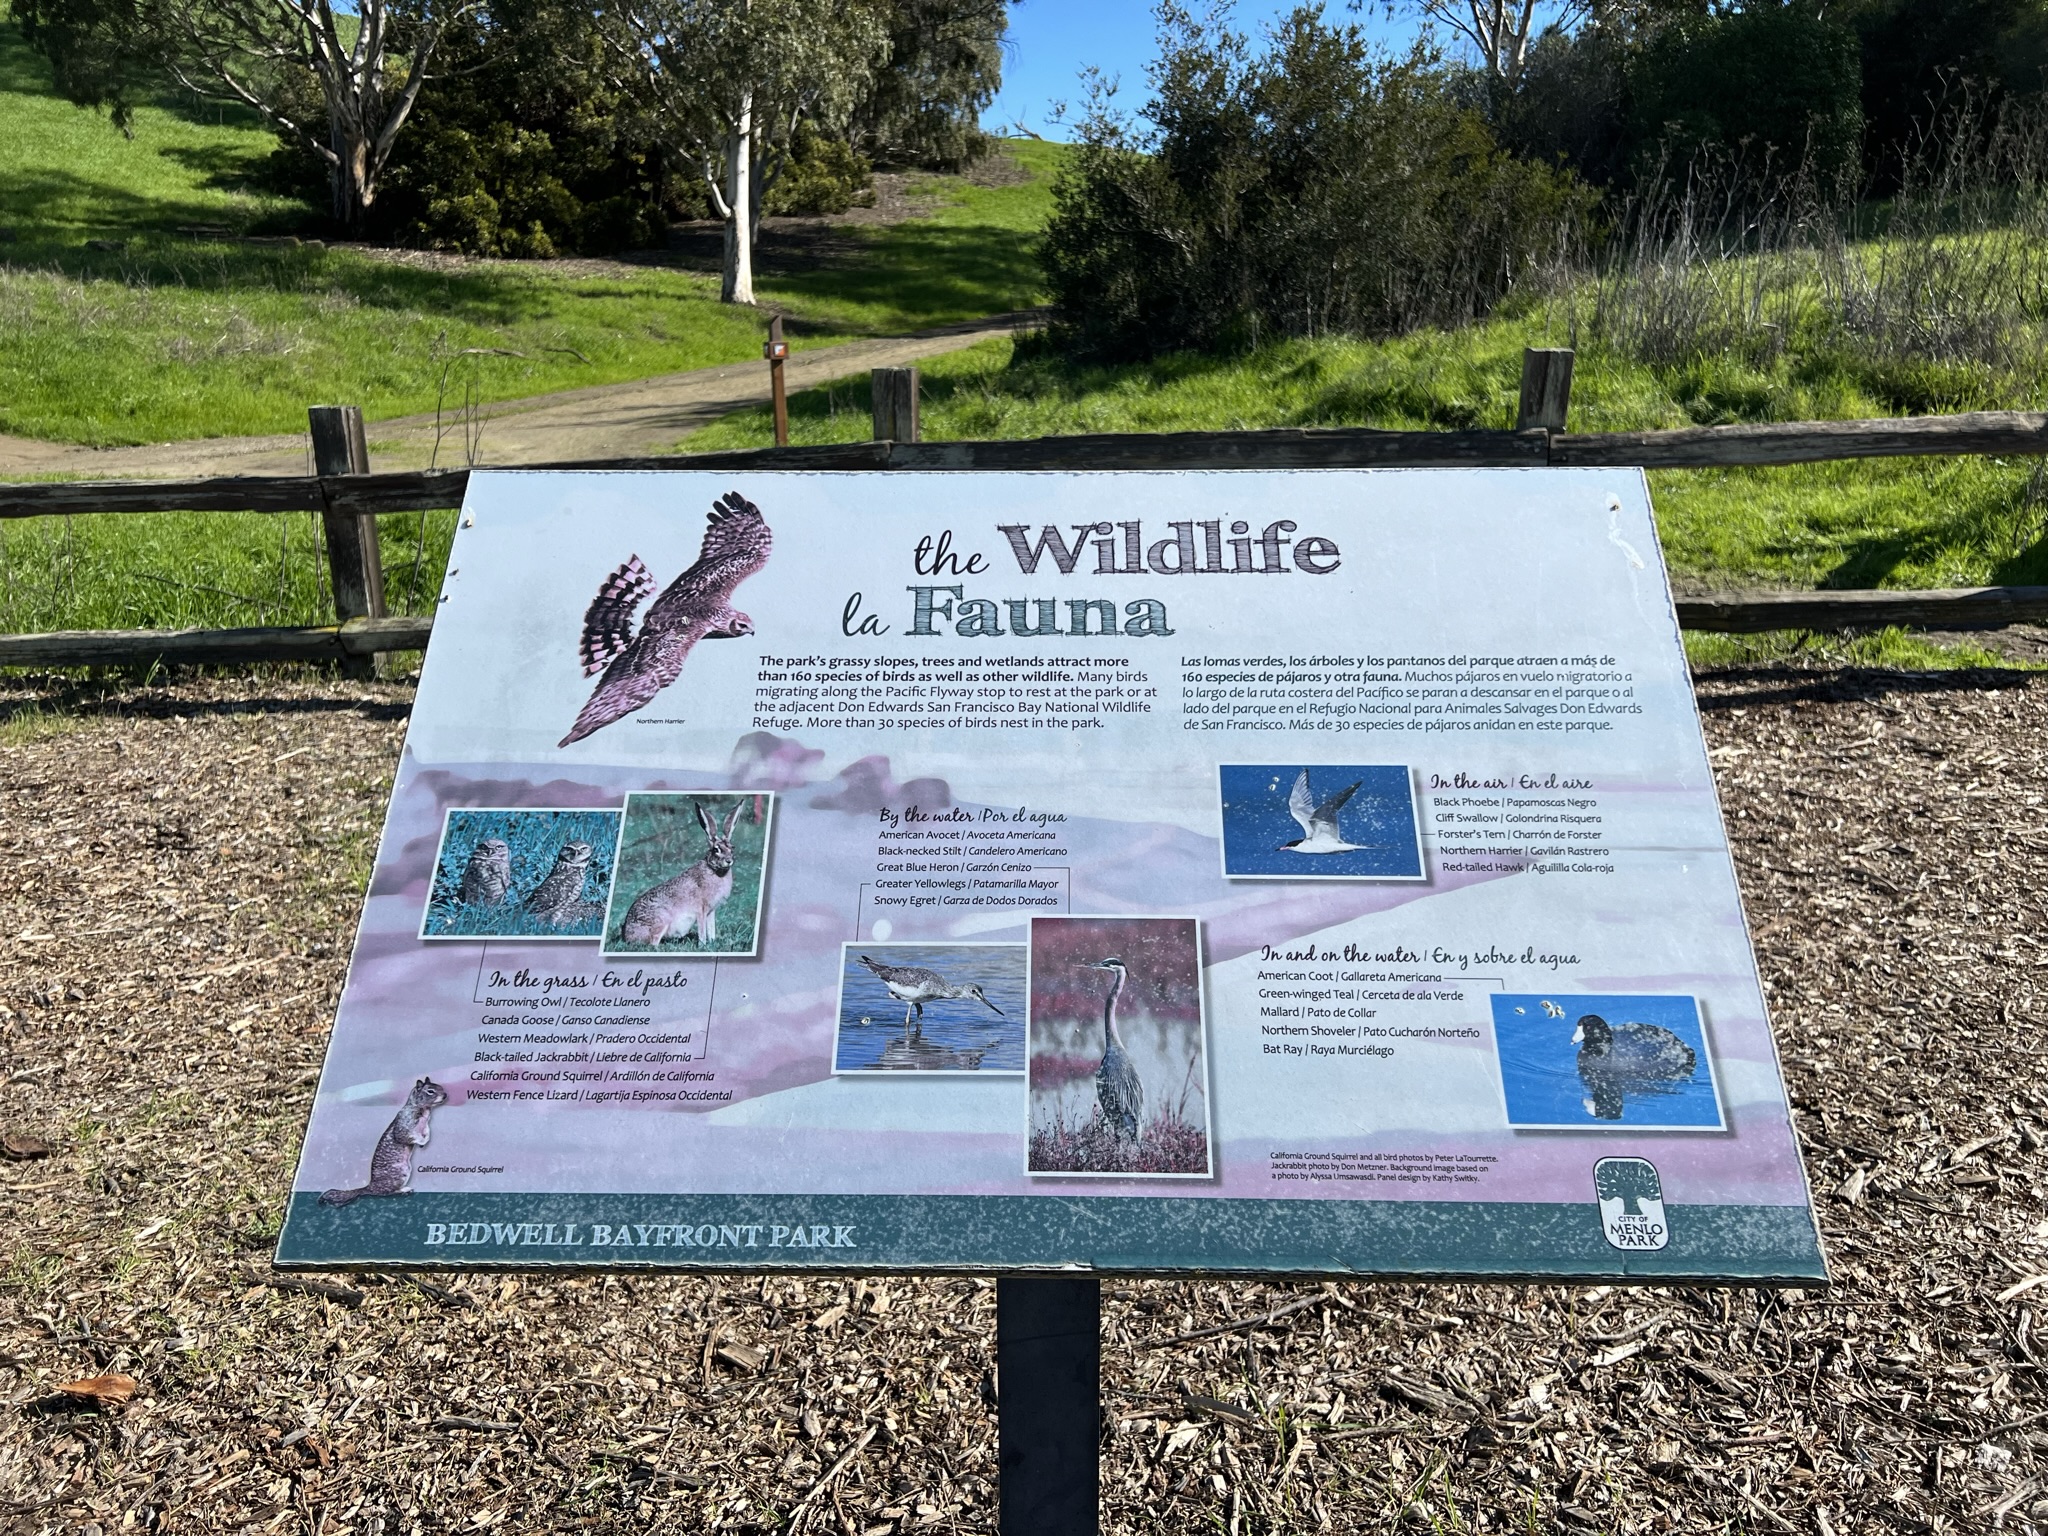 the Wildlife
la Fauna
The park's grassy slopes, trees and wetlands attract more
than 160 species of birds as well as other wildlife. Many birds
migrating along the Pacific Flyway stop to rest at the park or at
the adjacent Don Edwards San Francisco Bay National Wildlife
Refuge. More than 30 species of birds nest in the park.
Las lomas verdes, los árboles y los pantanos del parque atraen a más de
160 especies de pájaros y otra fauna. Muchos pájaros en vuelo migratorio a
lo largo de la ruta costera del Pacífico se paran a descansar en el parque o al
lado del parque en el Refugio Nacional para Animales Salvages Don Edwards
de San Francisco. Más de 30 especies de pájaros anidan en este parque.
Northern Harrier
In the grass | En el pasto
Burrowing Owl / Tecolote Llanero
Canada Goose / Ganso Canadiense
Western Meadowlark / Pradero Occidental
Black-tailed Jackrabbit / Liebre de California
California Ground Squirrel / Ardillón de California
Western Fence Lizard / Lagartija Espinosa Occidental
California Ground Squirrel
By the water | Por el agua
American Avocet / Avoceta Americana
Black-necked Stilt / Candelero Americano
Great Blue Heron / Garzón Cenizo
Greater Yellowlegs / Patamarilla Mayor
Snowy Egret / Garza de Dodos Dorados
In the air | En el aire
Black Phoebe / Papamoscas Negro
Cliff Swallow / Golondrina Risquera
Forster's Tern / Charrón de Forster
Northern Harrier / Gavilán Rastrero
Red-tailed Hawk / Aguililla Cola-roja
In and on the water | En y sobre el agua
American Coot / Gallareta Americana
Green-winged Teal / Cerceta de ala Verde
Mallard / Pato de Collar
Northern Shoveler / Pato Cucharón Norteño
Bat Ray / Raya Murciélago
California Ground Squirrel and all bird photos by Peter LaTourrette.
Jackrabbit photo by Don Metzner. Background image based on
a photo by Alyssa Umsawasdi. Panel design by Kathy Switky.
BEDWELL BAYFRONT PARK
CITY OF
MENLO
PARK